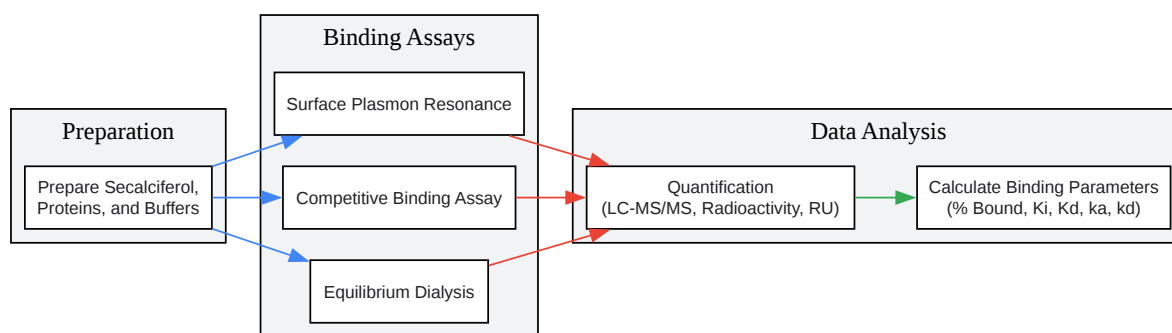 Preparation
Prepare Secalciferol,
Proteins, and Buffers
Binding Assays
Surface Plasmon Resonance
Competitive Binding Assay
Equilibrium Dialysis
Data Analysis
Quantification
(LC-MS/MS, Radioactivity, RU)
Calculate Binding Parameters
(% Bound, Ki, Kd, ka, kd)